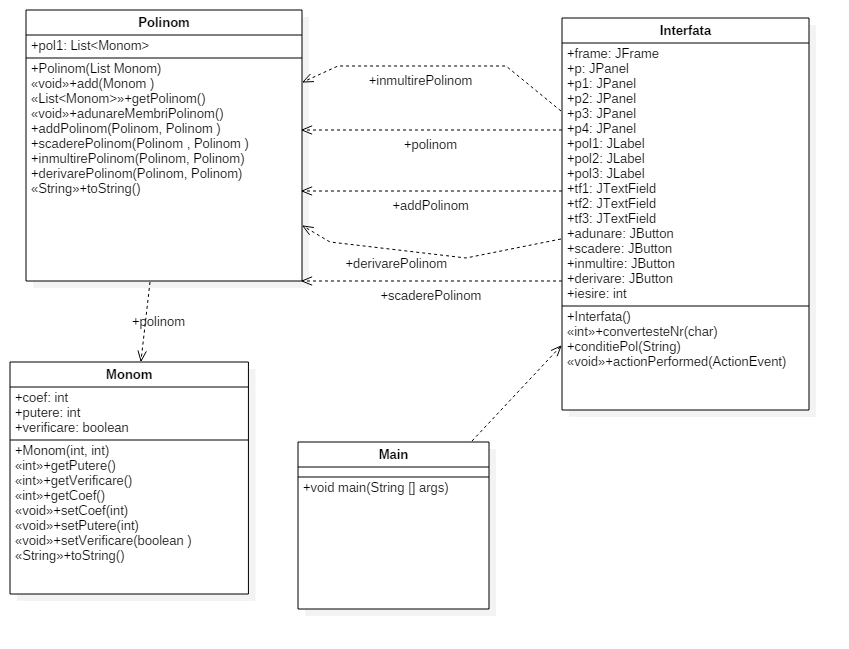 Polinom
+pol1: List<Monom>
+Polinom(List Monom)
«void»+add(Monom )
«List<Monom>»+getPolinom()
«void»+adunareMembriPolinom()
+addPolinom(Polinom, Polinom )
+scaderePolinom(Polinom , Polinom )
+inmultirePolinom(Polinom, Polinom)
+derivarePolinom(Polinom, Polinom)
«String»+toString()
+inmultirePolinom
+polinom
+addPolinom
+derivarePolinom
+scaderePolinom
Interfata
+frame: JFrame
+p: JPanel
+p1: JPanel
+p2: JPanel
+p3: JPanel
+p4: JPanel
+pol1: JLabel
+pol2: JLabel
+pol3: JLabel
+tf1: JTextField
+tf2: JTextField
+tf3: JTextField
+adunare: JButton
+scadere: JButton
+inmultire: JButton
+derivare: JButton
+iesire: int
+Interfata()
«int»+convertesteNr(char)
+conditiePol(String)
«void»+actionPerformed(ActionEvent)
+polinom
Monom
+coef: int
+putere: int
+verificare: boolean
+Monom(int, int)
«int»+getPutere()
«int»+getVerificare()
«int»+getCoef()
«void»+setCoef(int)
«void»+setPutere(int)
«void»+setVerificare(boolean )
«String»+toString()
Main
+void main(String [] args)